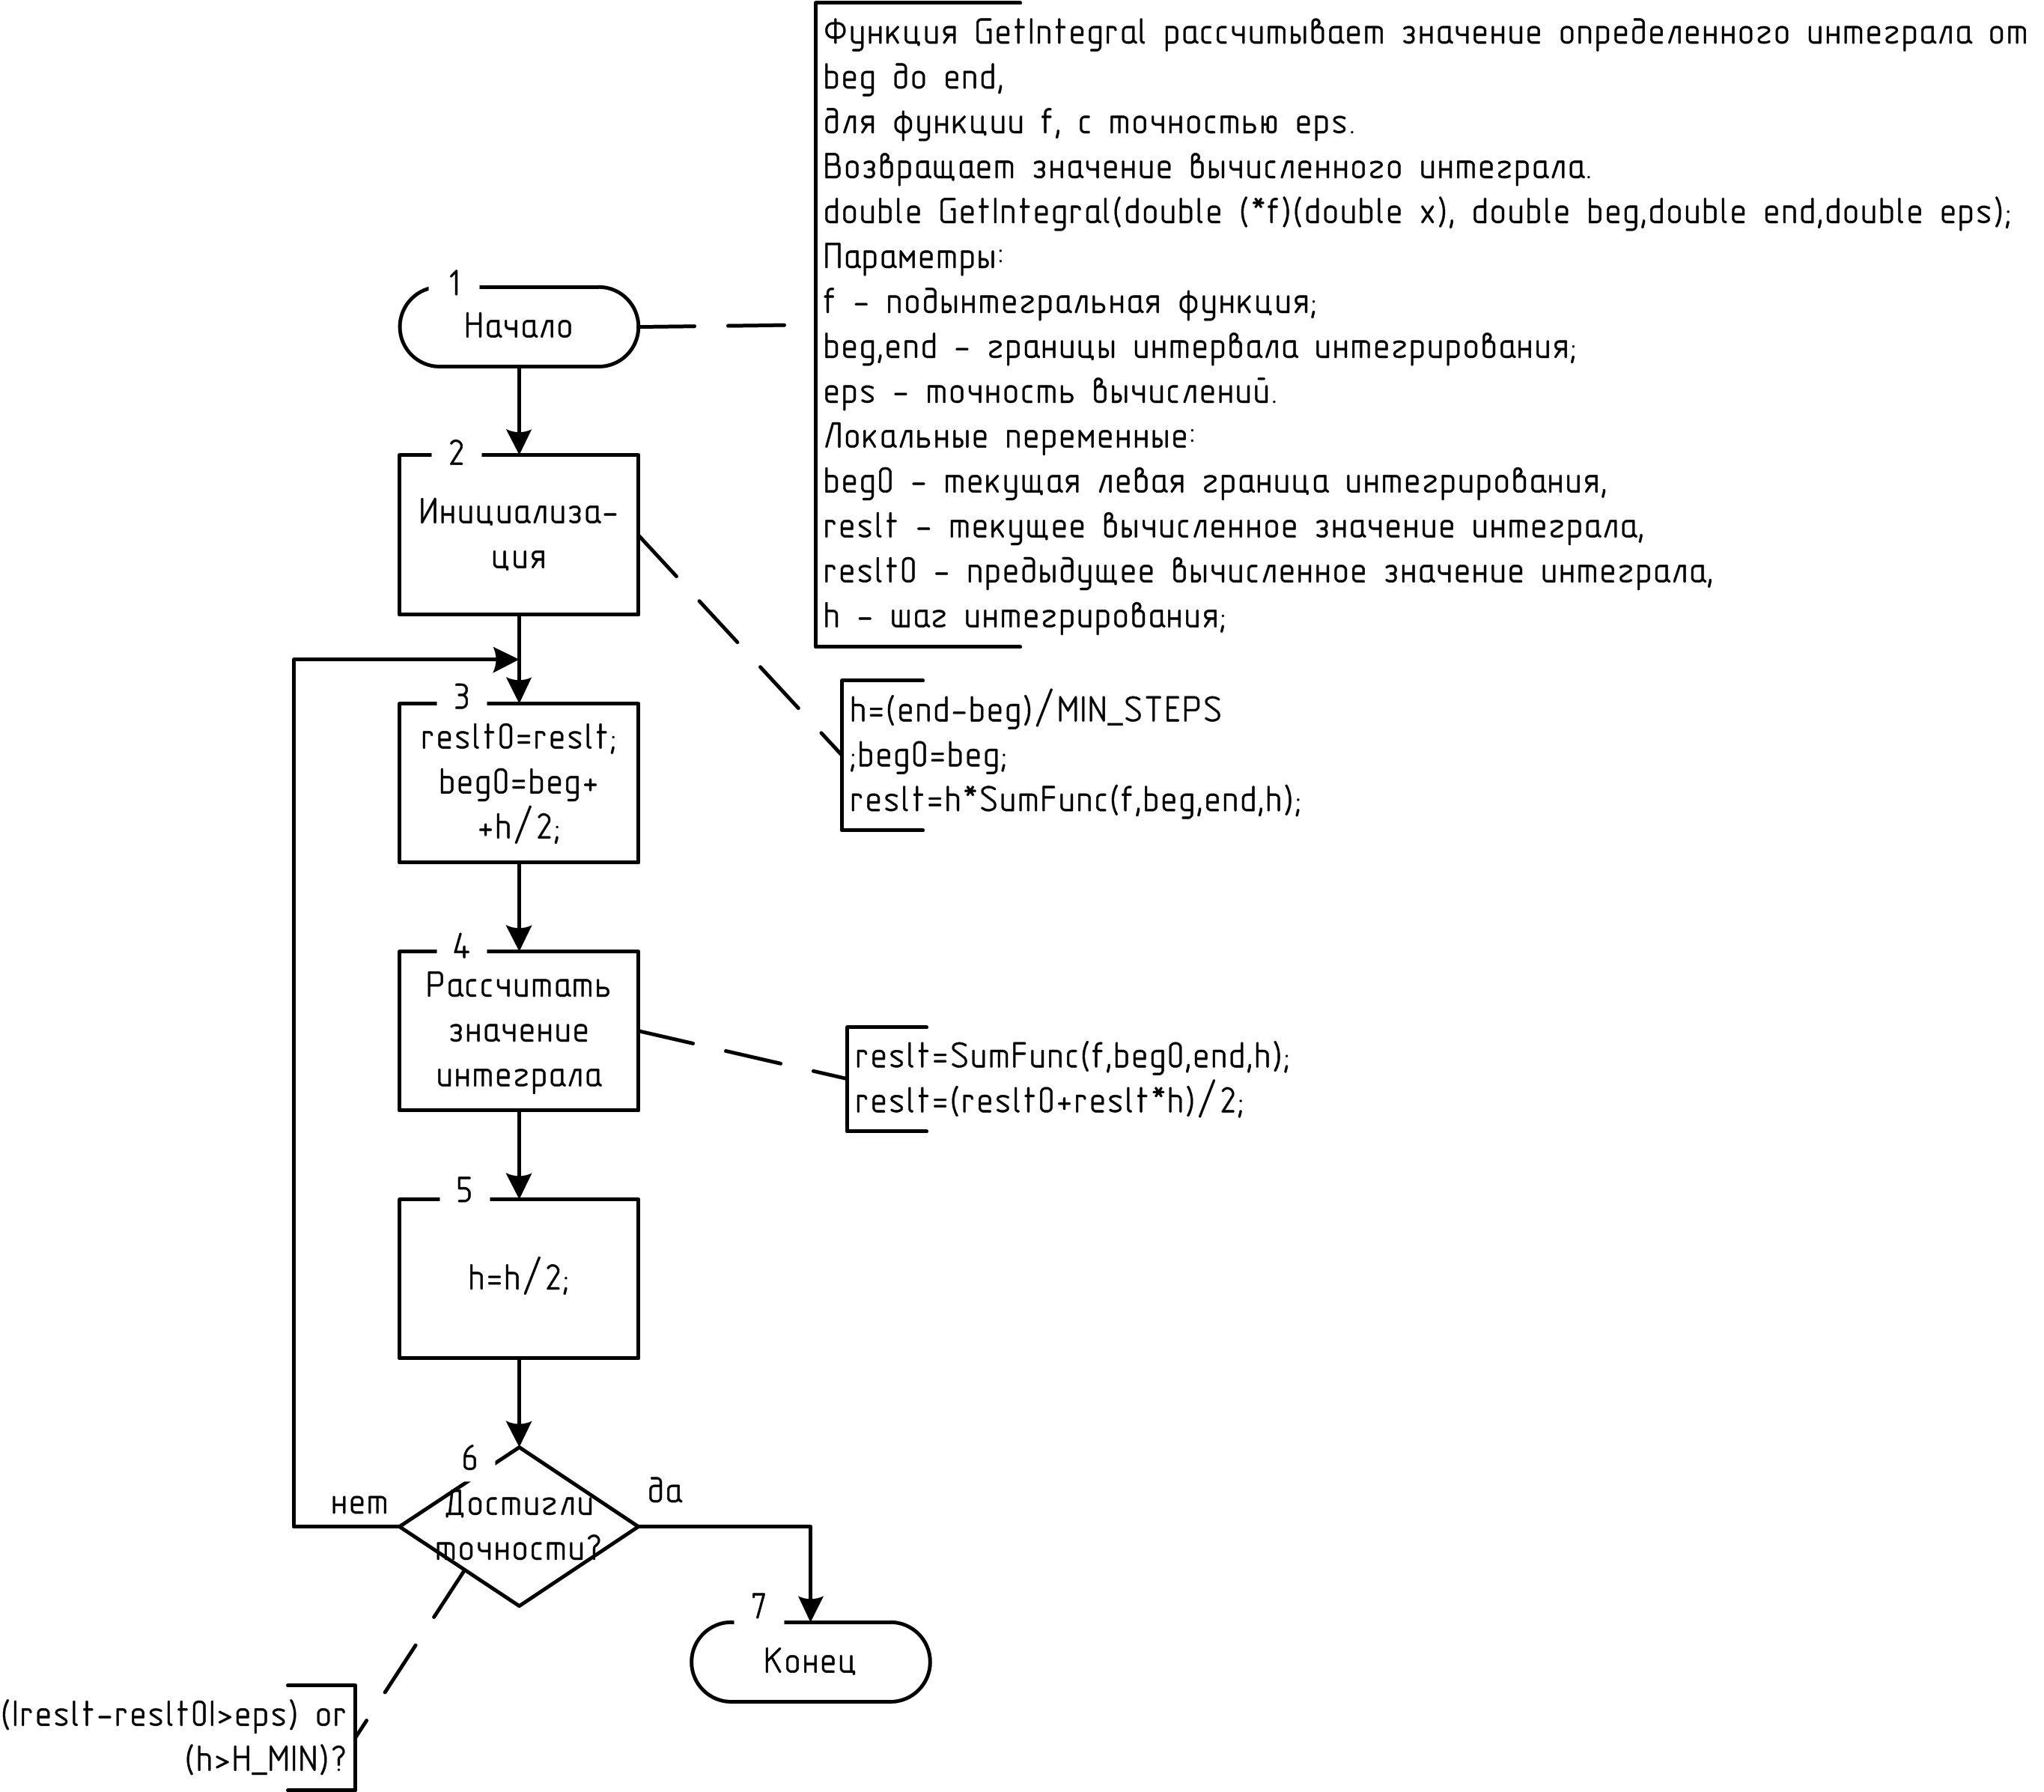 Функция GetIntegral рассчитывает значение определенного интеграла от
beg до end,
для функции f, с точностью eps.
Возвращает значение вычисленного интеграла.
double GetIntegral(double (*f)(double x), double beg,double end,double eps);
Параметры:
f - подынтегральная функция;
beg,end - границы интервала интегрирования;
eps - точность вычислений.
Локальные переменные:
beg0 - текущая левая граница интегрирования,
reslt - текущее вычисленное значение интеграла,
reslt0 - предыдущее вычисленное значение интеграла,
h - шаг интегрирования;
1
Начало
2
Инициализа-
ция
h=(end-beg)/MIN_STEPS
;beg0=beg;
reslt=h*SumFunc(f,beg,end,h);
3
reslt0=reslt;
beg0=beg+
+h/2;
4
Рассчитать
значение
интеграла
reslt=SumFunc(f,beg0,end,h);
reslt=(reslt0+reslt*h)/2;
5
h=h/2;
6
Достигли
точности?
нет
да
7
Конец
(|reslt-reslt0|>eps) or
(h>H_MIN)?